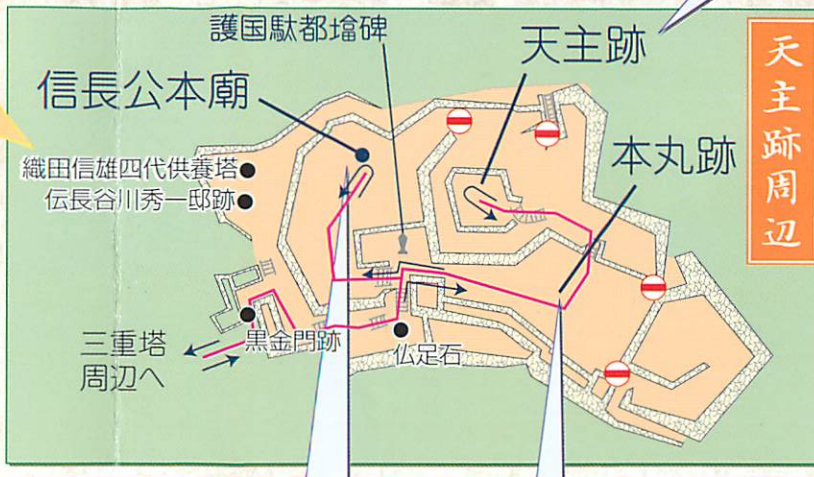 護国駄都塔碑
天主跡
信長公本廟
天主跡周辺
本丸跡
織田信雄四代供養塔
伝長谷川秀一邸跡
黒金門跡
仏足石
三重塔
周辺へ